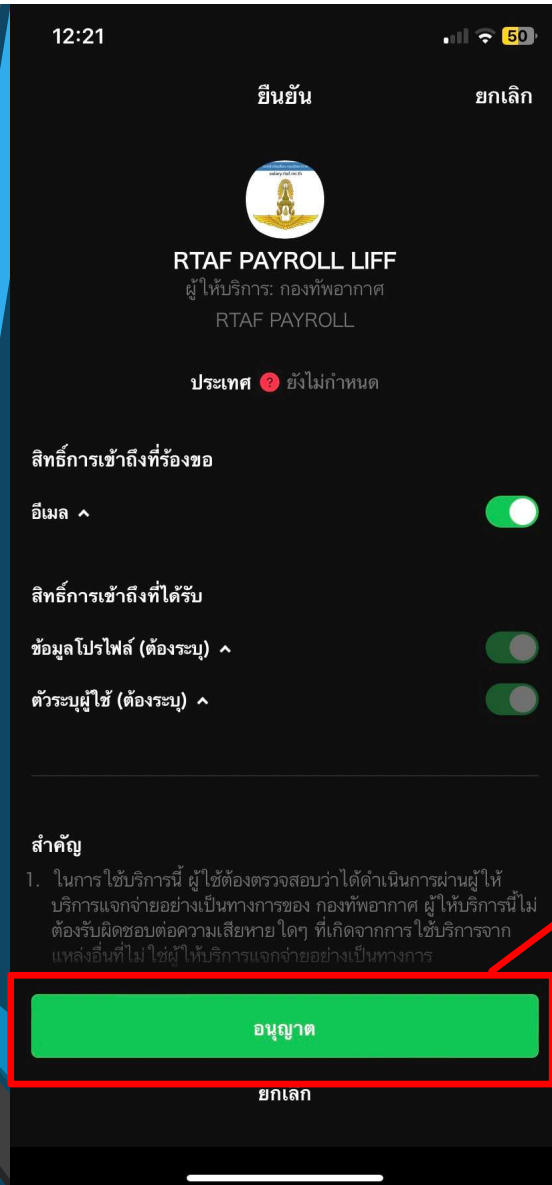 12:21
50
ยืนยัน
ยกเลิก
RTAF PAYROLL LIFF
ผู้ให้บริการ: กองทัพอากาศ
RTAF PAYROLL
ประเทศ ? ยังไม่กำหนด
สิทธิ์การเข้าถึงที่ร้องขอ
อีเมล
สิทธิ์การเข้าถึงที่ได้รับ
ข้อมูลโปรไฟล์ (ต้องระบุ)
ตัวระบุผู้ใช้ (ต้องระบุ)
สำคัญ
1. ในการใช้บริการนี้ ผู้ใช้ต้องตรวจสอบว่าได้ดำเนินการผ่านผู้ให้
บริการแจกจ่ายอย่างเป็นทางการของ กองทัพอากาศ ผู้ให้บริการนี้ไม่
ต้องรับผิดชอบต่อความเสียหายใดๆ ที่เกิดจากการใช้บริการจาก
แหล่งอื่นที่ไม่ใช่ผู้ให้บริการแจกจ่ายอย่างเป็นทางการ
อนุญาต
ยกเลิก